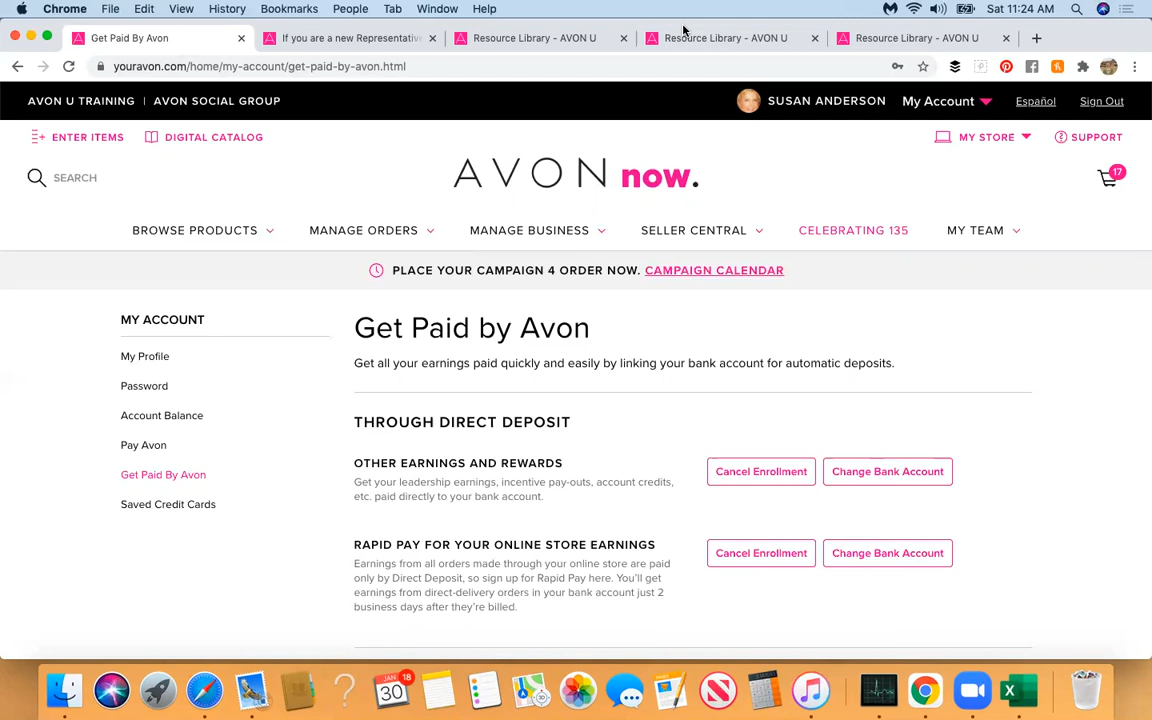 Chrome File Edit View History Bookmarks People Tab Window Help Sat 11:24 AM
Get Paid By Avon If you are a new Representative Resource Library - AVON U Resource Library - AVON U Resource Library - AVON U
youravon.com/home/my-account/get-paid-by-avon.html
AVON U TRAINING | AVON SOCIAL GROUP SUSAN ANDERSON My Account Español Sign Out
ENTER ITEMS DIGITAL CATALOG MY STORE SUPPORT
SEARCH AVON now. 17
BROWSE PRODUCTS MANAGE ORDERS MANAGE BUSINESS SELLER CENTRAL CELEBRATING 135 MY TEAM
PLACE YOUR CAMPAIGN 4 ORDER NOW. CAMPAIGN CALENDAR
MY ACCOUNT
My Profile
Password
Account Balance
Pay Avon
Get Paid By Avon
Saved Credit Cards
Get Paid by Avon
Get all your earnings paid quickly and easily by linking your bank account for automatic deposits.
THROUGH DIRECT DEPOSIT
OTHER EARNINGS AND REWARDS
Get your leadership earnings, incentive pay-outs, account credits,
etc. paid directly to your bank account.
Cancel Enrollment Change Bank Account
RAPID PAY FOR YOUR ONLINE STORE EARNINGS
Earnings from all orders made through your online store are paid
only by Direct Deposit, so sign up for Rapid Pay here. You'll get
earnings from direct-delivery orders in your bank account just 2
business days after they're billed.
Cancel Enrollment Change Bank Account
JAN 30 18